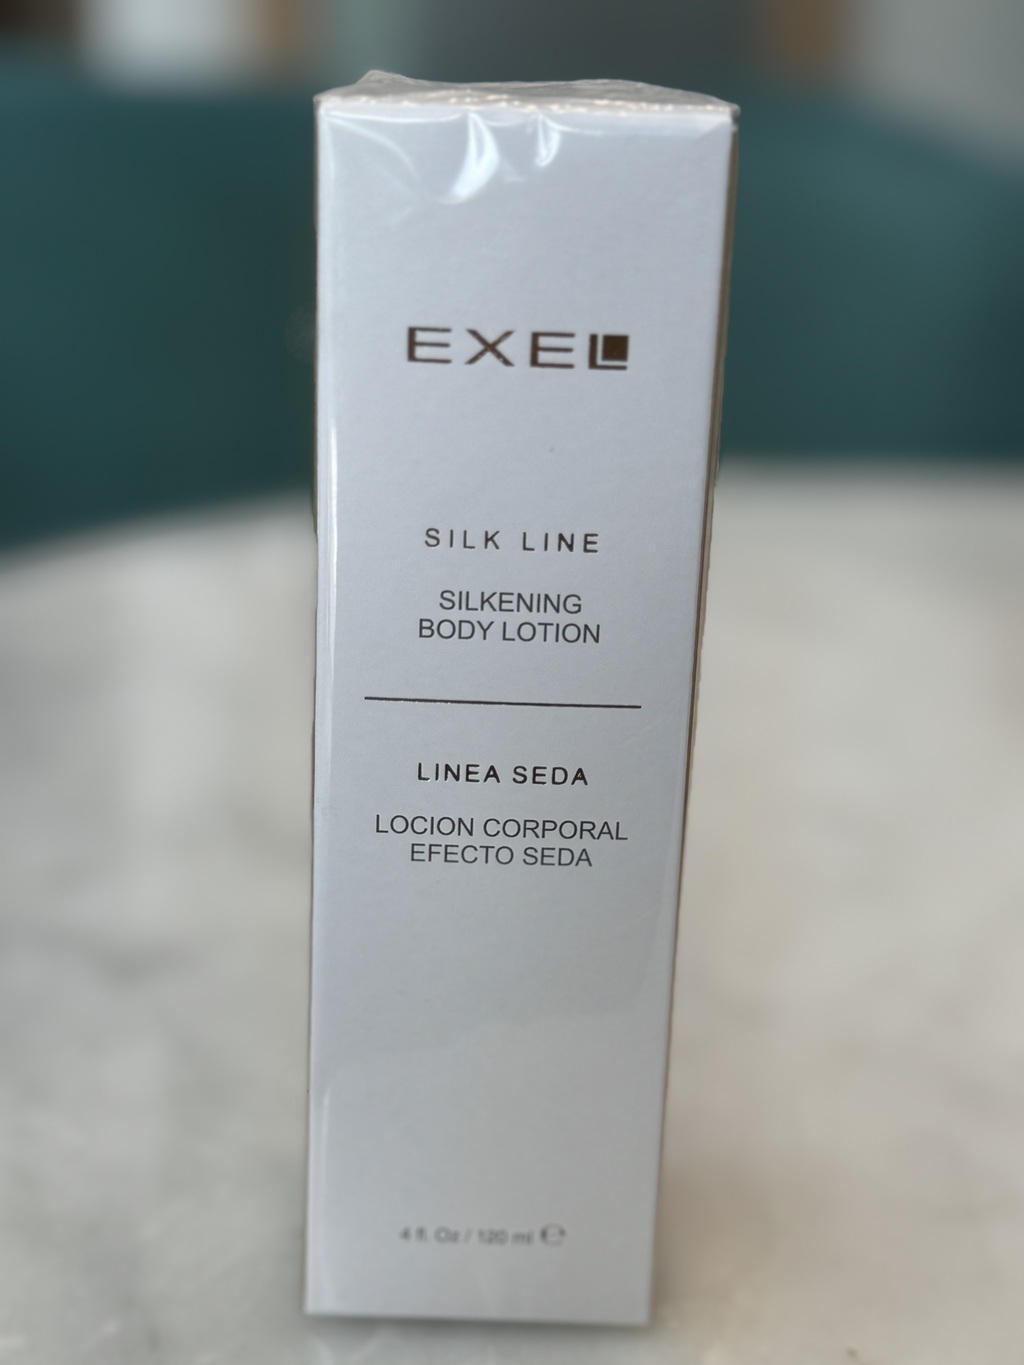 EXEL
SILK LINE
SILKENING
BODY LOTION
LINEA SEDA
LOCION CORPORAL
EFECTO SEDA
4 fl. Oz / 120 ml ℮